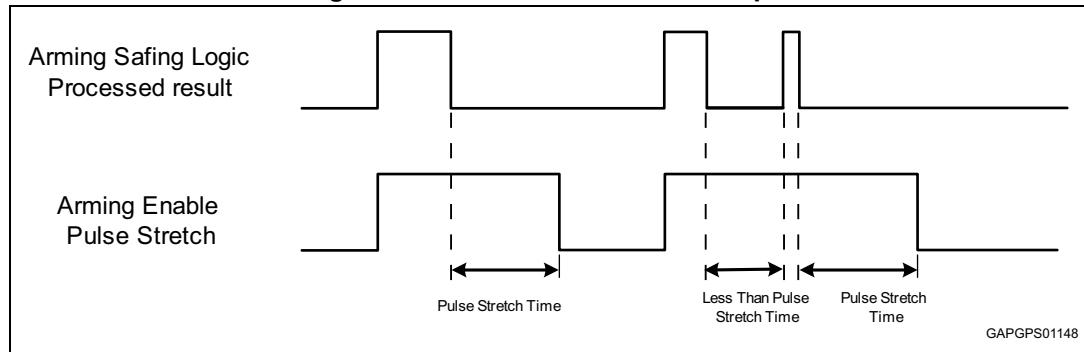 Arming Safing Logic
Processed result
Arming Enable
Pulse Stretch
Pulse Stretch Time
Less Than Pulse
Stretch Time
Pulse Stretch
Time
GAPGPS01148